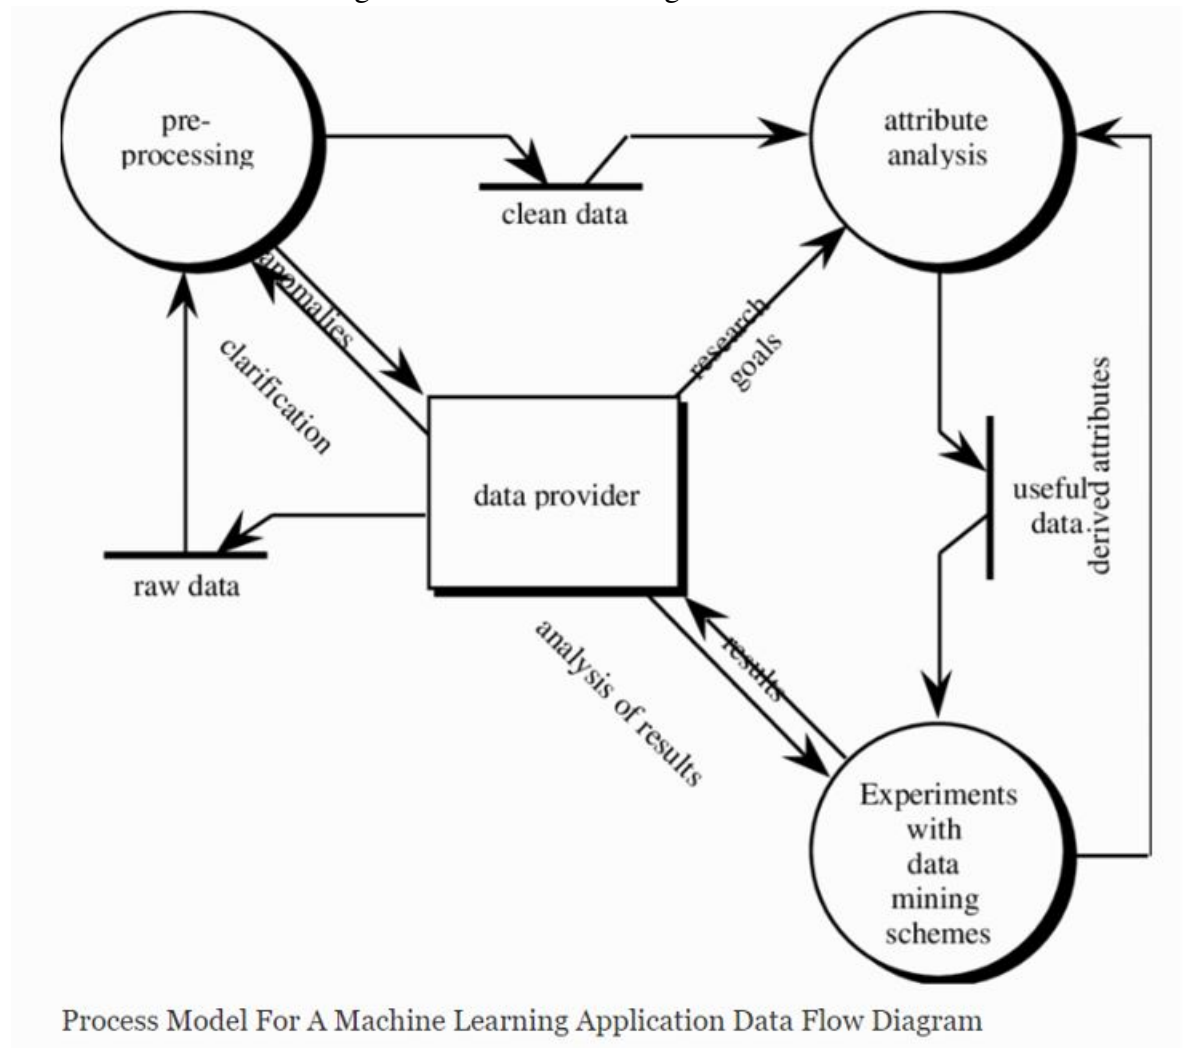 pre-
processing
attribute
analysis
clean data
anomalies
clarification
research
goals
data provider
useful
data
derived attributes
raw data
analysis of results
results
Experiments
with
data
mining
schemes
Process Model For A Machine Learning Application Data Flow Diagram